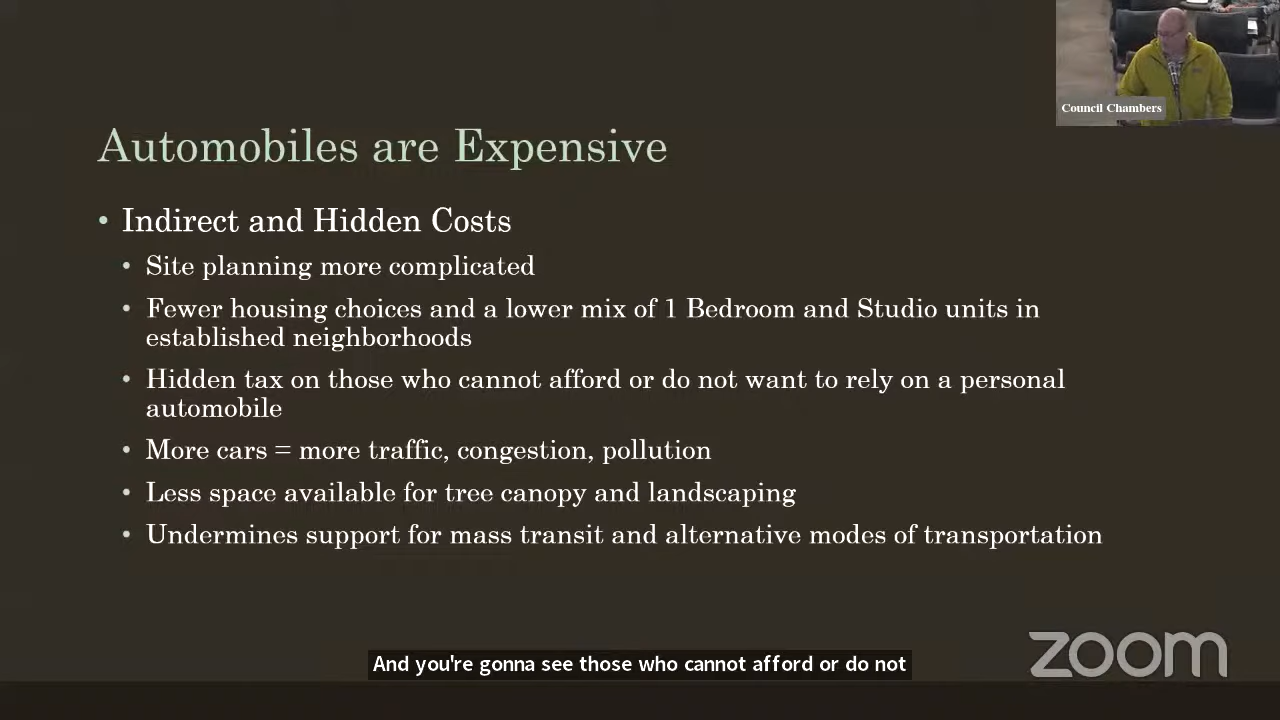 Council Chambers
Automobiles are Expensive
• Indirect and Hidden Costs
• Site planning more complicated
• Fewer housing choices and a lower mix of 1 Bedroom and Studio units in
established neighborhoods
• Hidden tax on those who cannot afford or do not want to rely on a personal
automobile
• More cars = more traffic, congestion, pollution
• Less space available for tree canopy and landscaping
• Undermines support for mass transit and alternative modes of transportation
And you're gonna see those who cannot afford or do not
zoom